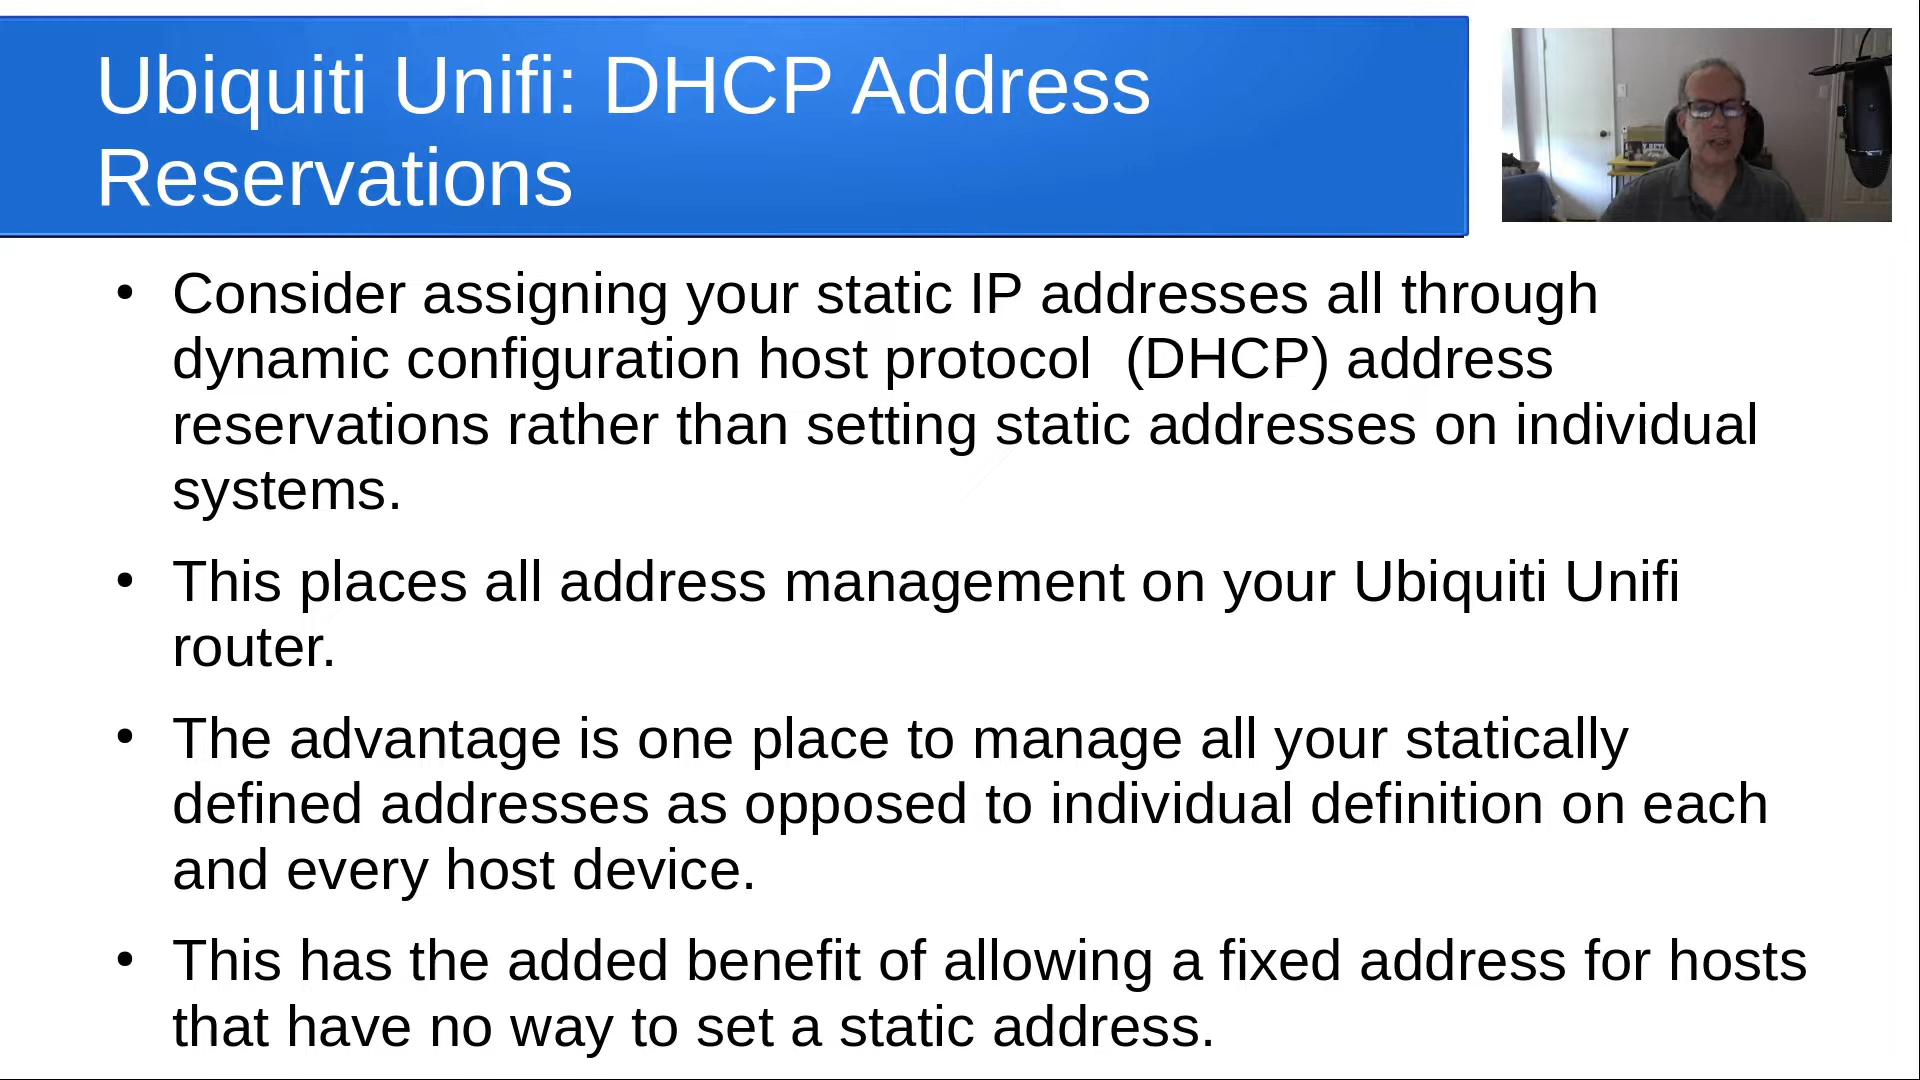 Ubiquiti Unifi: DHCP Address
Reservations
• Consider assigning your static IP addresses all through
dynamic configuration host protocol  (DHCP) address
reservations rather than setting static addresses on individual
systems.
• This places all address management on your Ubiquiti Unifi
router.
• The advantage is one place to manage all your statically
defined addresses as opposed to individual definition on each
and every host device.
• This has the added benefit of allowing a fixed address for hosts
that have no way to set a static address.